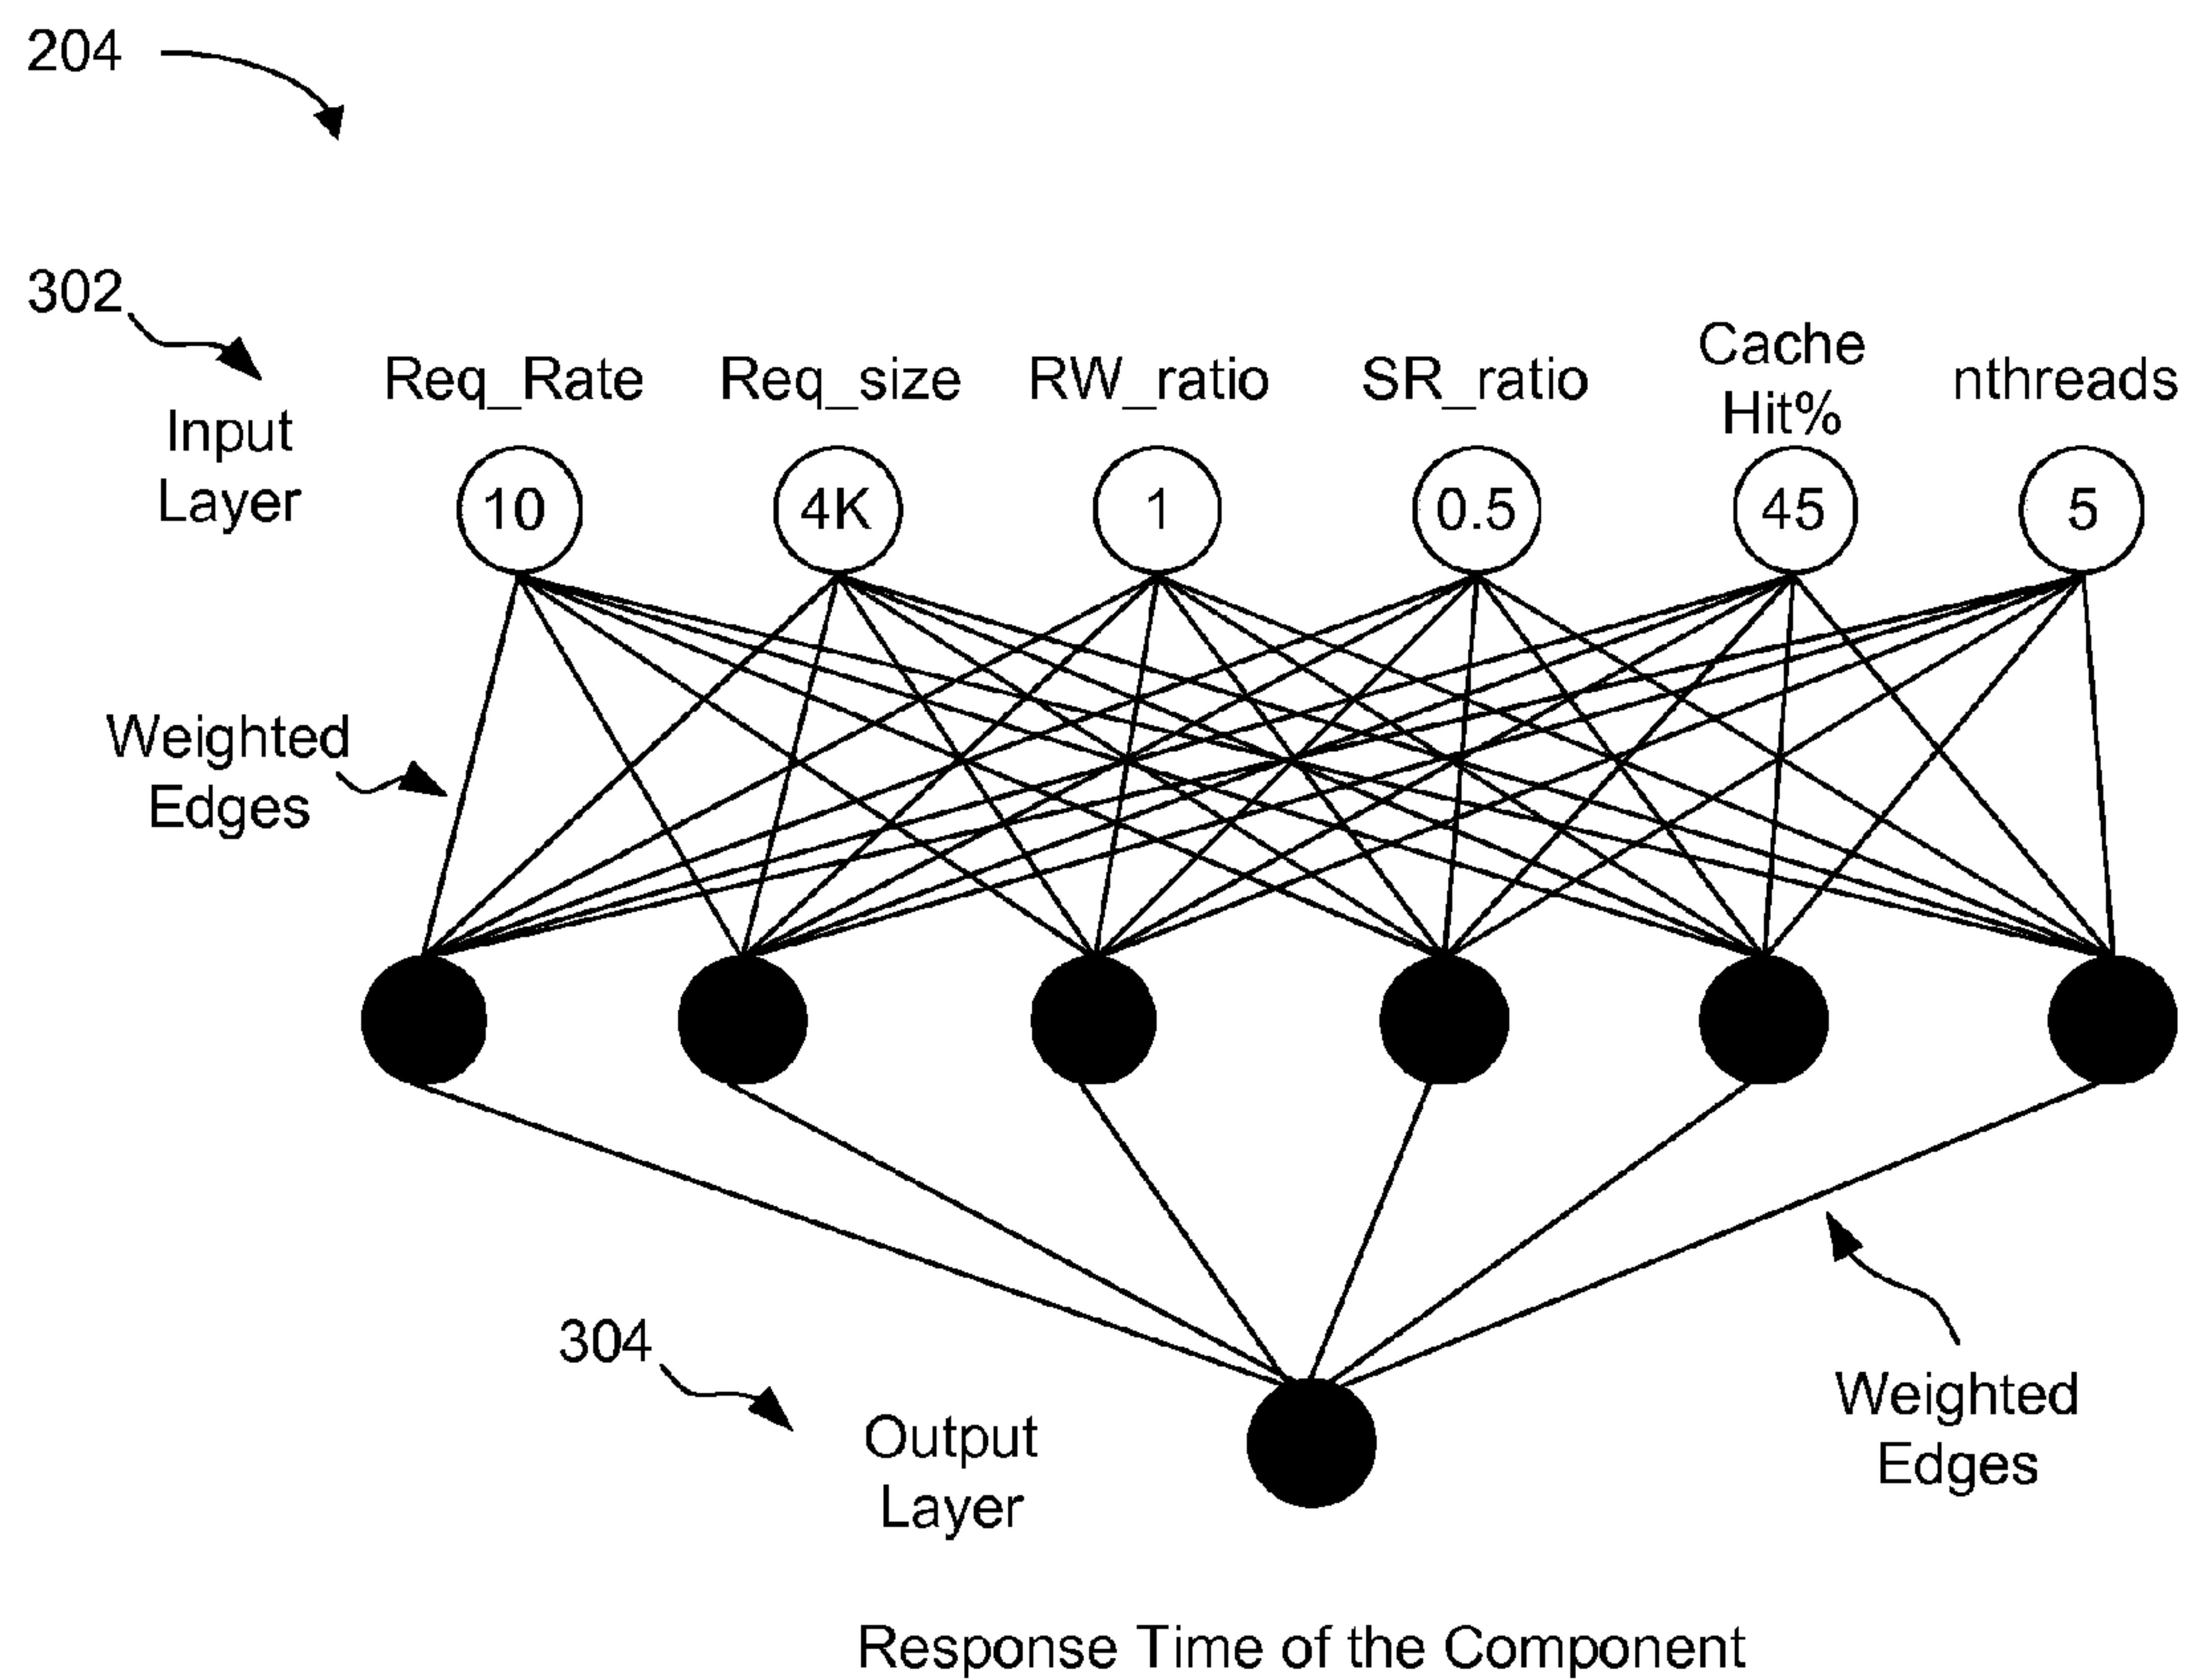 204
302
Input
Layer
Req_Rate
Req_size
RW_ratio
SR_ratio
Cache
Hit%
nthreads
10
4K
1
0.5
45
5
Weighted
Edges
304
Output
Layer
Weighted
Edges
Response Time of the Component